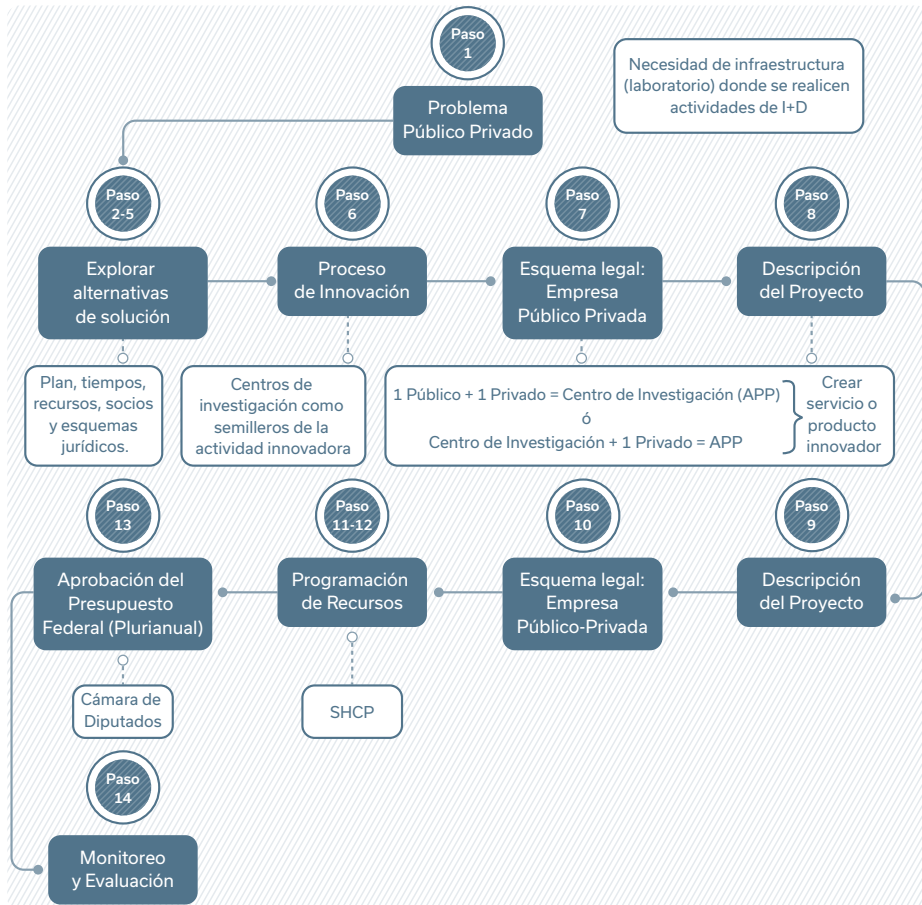 Paso
1
Problema
Público Privado
Necesidad de infraestructura
(laboratorio) donde se realicen
actividades de I+D
Paso
2-5
Explorar
alternativas
de solución
Plan, tiempos,
recursos, socios
y esquemas
jurídicos.
Paso
6
Proceso
de Innovación
Centros de
investigación como
semilleros de la
actividad innovadora
Paso
7
Esquema legal:
Empresa
Público Privada
Paso
8
Descripción
del Proyecto
1 Público + 1 Privado = Centro de Investigación (APP)
ó
Centro de Investigación + 1 Privado = APP
Crear
servicio o
producto
innovador
Paso
9
Descripción
del Proyecto
Paso
10
Esquema legal:
Empresa
Público-Privada
Paso
11-12
Programación
de Recursos
SHCP
Paso
13
Aprobación del
Presupuesto
Federal (Plurianual)
Cámara de
Diputados
Paso
14
Monitoreo
y Evaluación